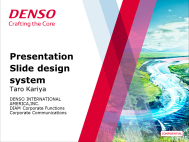 DENSO
Crafting the Core
Presentation
Slide design
system
Taro Kariya
DENSO INTERNATIONAL
AMERICA,INC.
DIAM Corporate Functions
Corporate Communications
CONFIDENTIAL